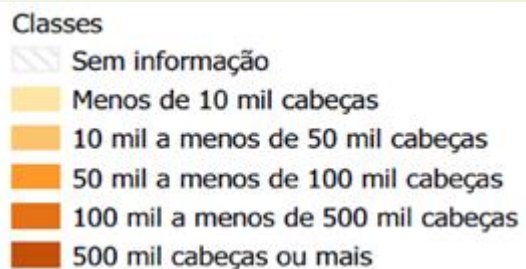 Classes
Sem informação
Menos de 10 mil cabeças
10 mil a menos de 50 mil cabeças
50 mil a menos de 100 mil cabeças
100 mil a menos de 500 mil cabeças
500 mil cabeças ou mais